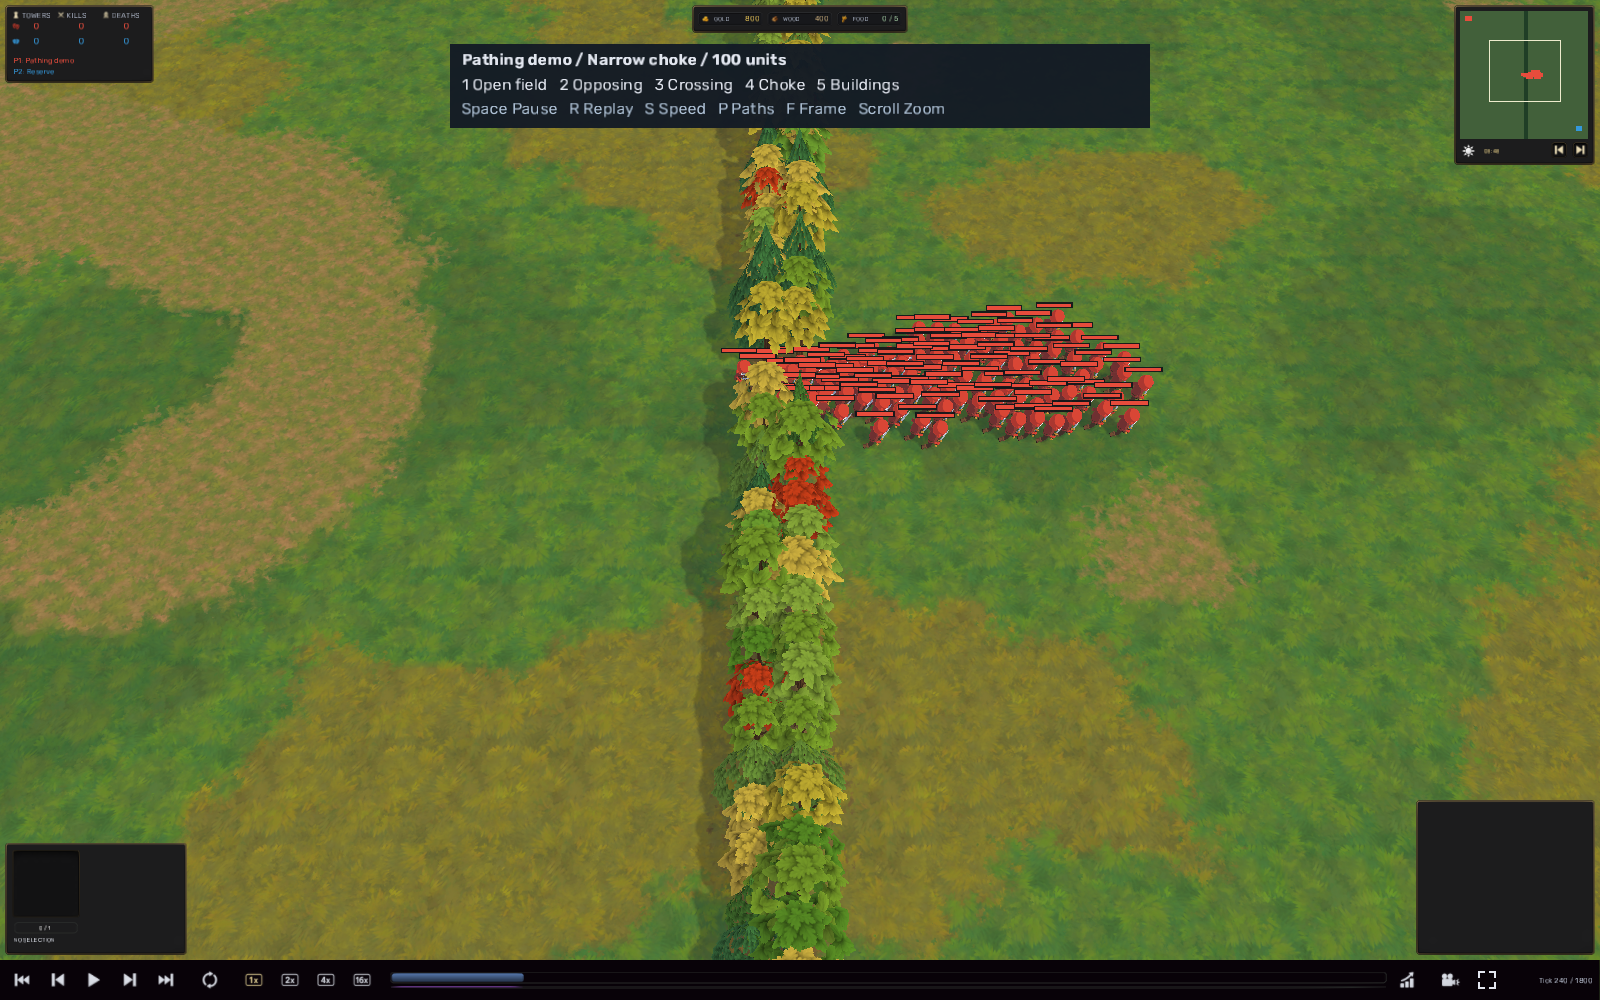 TOWERS KILLS DEATHS
0 0 0
0 0 0
P1: Pathing demo
P2: Reserve
GOLD 800 WOOD 400 FOOD 0 / 5
Pathing demo / Narrow choke / 100 units
1 Open field 2 Opposing 3 Crossing 4 Choke 5 Buildings
Space Pause R Replay S Speed P Paths F Frame Scroll Zoom
NO SELECTION
1x 2x 4x 16x
Tick 240 / 1800